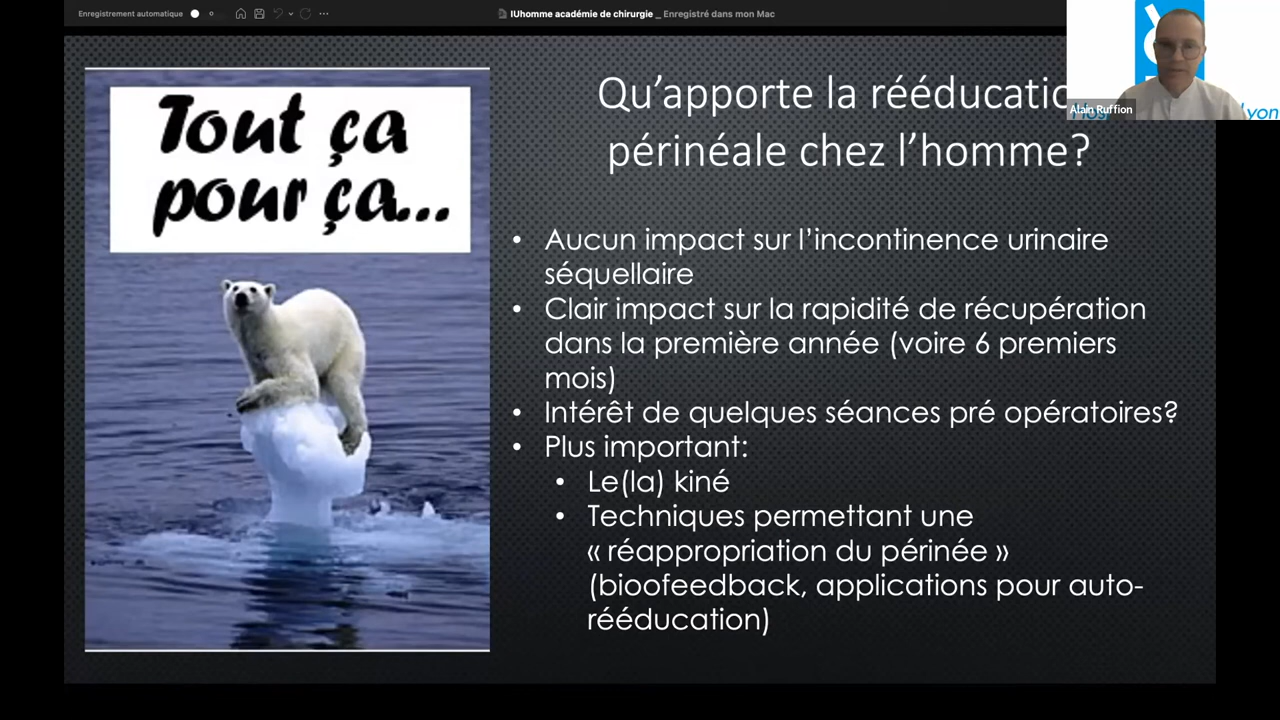 Enregistrement automatique
IUhomme académie de chirurgie _ Enregistré dans mon Mac
Tout ça
pour ça...
Qu’apporte la rééducatio
périnéale chez l’homme?
Alain Ruffion
yon
• Aucun impact sur l’incontinence urinaire
séquellaire
• Clair impact sur la rapidité de récupération
dans la première année (voire 6 premiers
mois)
• Intérêt de quelques séances pré opératoires?
• Plus important:
• Le(la) kiné
• Techniques permettant une
« réappropriation du périnée »
(bioofeedback, applications pour auto-
rééducation)